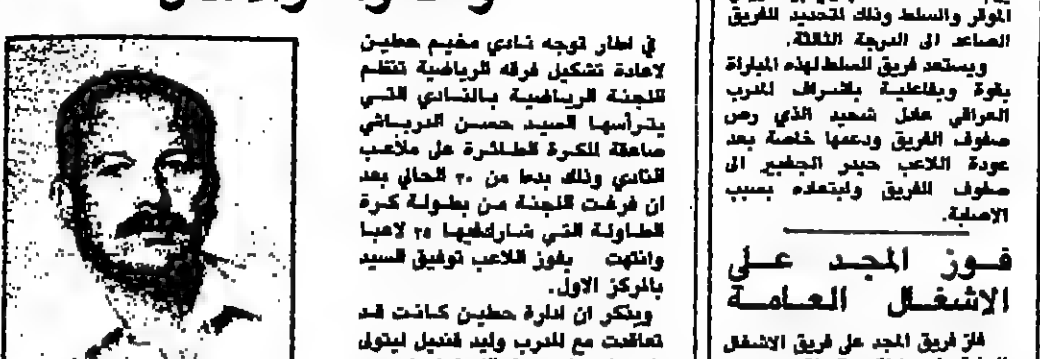 الموقر والسلط وذلك لتحديد الفريق
الصاعد الى الدرجة الثالثة.
ويستعد فريق السلط لهذه المباراة
بقوة وبفاعلية باشراف المدرب
العراقي عادل شهيد الذي رص
صفوف الفريق ودعمها خاصة بعد
عودة اللاعب حيدر الجغبير الى
صفوف الفريق وابتعاده بسبب
الاصابة.
فوز المجد على
الاشغال العامة
فاز فريق المجد على فريق الاشغال
في اطار توجه نادي مخيم حطين
لاعادة تشكيل فرقه الرياضية تنظم
اللجنة الرياضية بالنادي التي
يترأسها السيد حسن الدرباشي
صاعقة للكرة الطائرة على ملاعب
النادي وذلك بدءا من ٢٠ الحالي بعد
ان فرغت اللجنة من بطولة كرة
الطاولة التي شارك فيها ٢٥ لاعبا
وانتهت بفوز اللاعب توفيق السيد
بالمركز الاول.
ويذكر ان ادارة حطين كانت قد
تعاقدت مع المدرب وليد قنديل ليتولى